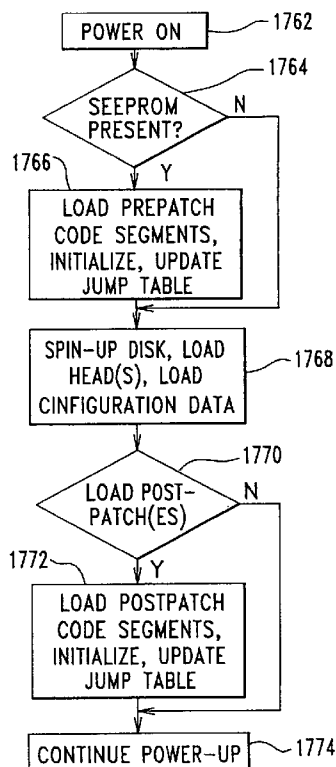 POWER ON
1762
1764
SEEPROM
PRESENT?
N
1766
Y
LOAD PREPATCH
CODE SEGMENTS,
INITIALIZE, UPDATE
JUMP TABLE
SPIN-UP DISK, LOAD
HEAD(S), LOAD
CINFIGURATION DATA
1768
1770
LOAD POST-
PATCH(ES)
N
1772
Y
LOAD POSTPATCH
CODE SEGMENTS,
INITIALIZE, UPDATE
JUMP TABLE
CONTINUE POWER-UP
1774